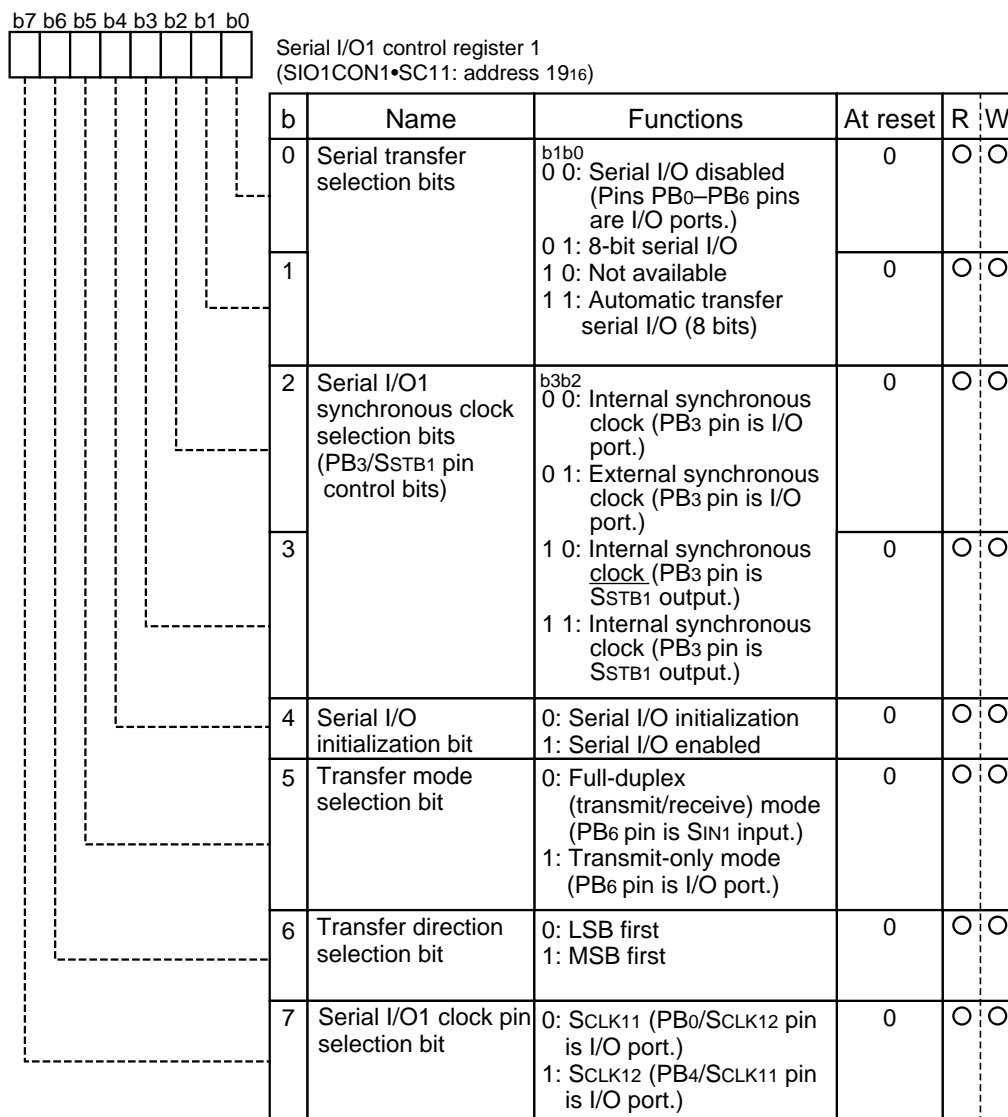 b7 b6 b5 b4 b3 b2 b1 b0
Serial I/O1 control register 1
(SIO1CON1•SC11: address 1916)
b Name Functions At reset R W
0 Serial transfer
selection bits
b1b0
0 0: Serial I/O disabled
(Pins PB0–PB6 pins
are I/O ports.)
0 1: 8-bit serial I/O
1 0: Not available
1 1: Automatic transfer
serial I/O (8 bits)
0
1
0
2 Serial I/O1
synchronous clock
selection bits
(PB3/SSTB1 pin
control bits)
b3b2
0 0: Internal synchronous
clock (PB3 pin is I/O
port.)
0 1: External synchronous
clock (PB3 pin is I/O
port.)
1 0: Internal synchronous
clock (PB3 pin is
SSTB1 output.)
1 1: Internal synchronous
clock (PB3 pin is
SSTB1 output.)
0
3
0
4 Serial I/O
initialization bit
0: Serial I/O initialization
1: Serial I/O enabled
0
5 Transfer mode
selection bit
0: Full-duplex
(transmit/receive) mode
(PB6 pin is SIN1 input.)
1: Transmit-only mode
(PB6 pin is I/O port.)
0
6 Transfer direction
selection bit
0: LSB first
1: MSB first
0
7 Serial I/O1 clock pin
selection bit
0: SCLK11 (PB0/SCLK12 pin
is I/O port.)
1: SCLK12 (PB4/SCLK11 pin
is I/O port.)
0